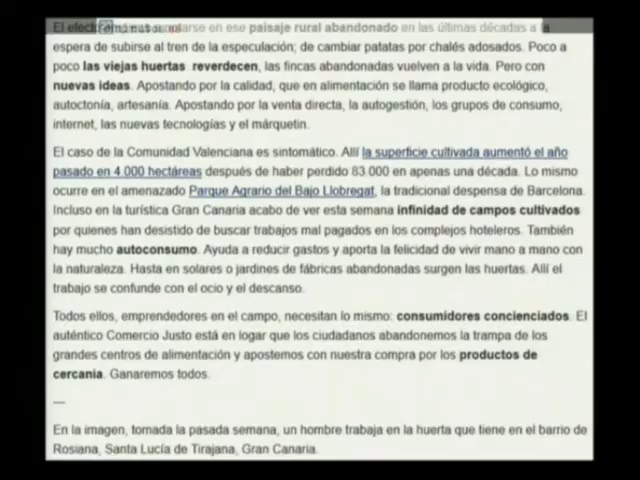 El efecto en ese paisaje rural abandonado en las últimas décadas a la
espera de subirse al tren de la especulación; de cambiar patatas por chalés adosados. Poco a
poco las viejas huertas reverdecen, las fincas abandonadas vuelven a la vida. Pero con
nuevas ideas. Apostando por la calidad, que en alimentación se llama producto ecológico,
autoctonía, artesanía. Apostando por la venta directa, la autogestión, los grupos de consumo,
internet, las nuevas tecnologías y el márquetin.
El caso de la Comunidad Valenciana es sintomático. Allí la superficie cultivada aumentó el año
pasado en 4.000 hectáreas después de haber perdido 83.000 en apenas una década. Lo mismo
ocurre en el amenazado Parque Agrario del Bajo Llobregat, la tradicional despensa de Barcelona.
Incluso en la turística Gran Canaria acabo de ver esta semana infinidad de campos cultivados
por quienes han desistido de buscar trabajos mal pagados en los complejos hoteleros. También
hay mucho autoconsumo. Ayuda a reducir gastos y aporta la felicidad de vivir mano a mano con
la naturaleza. Hasta en solares o jardines de fábricas abandonadas surgen las huertas. Allí el
trabajo se confunde con el ocio y el descanso.
Todos ellos, emprendedores en el campo, necesitan lo mismo: consumidores concienciados. El
auténtico Comercio Justo está en logar que los ciudadanos abandonemos la trampa de los
grandes centros de alimentación y apostemos con nuestra compra por los productos de
cercania. Ganaremos todos.
—
En la imagen, tomada la pasada semana, un hombre trabaja en la huerta que tiene en el barrio de
Rosiana, Santa Lucía de Tirajana, Gran Canaria.